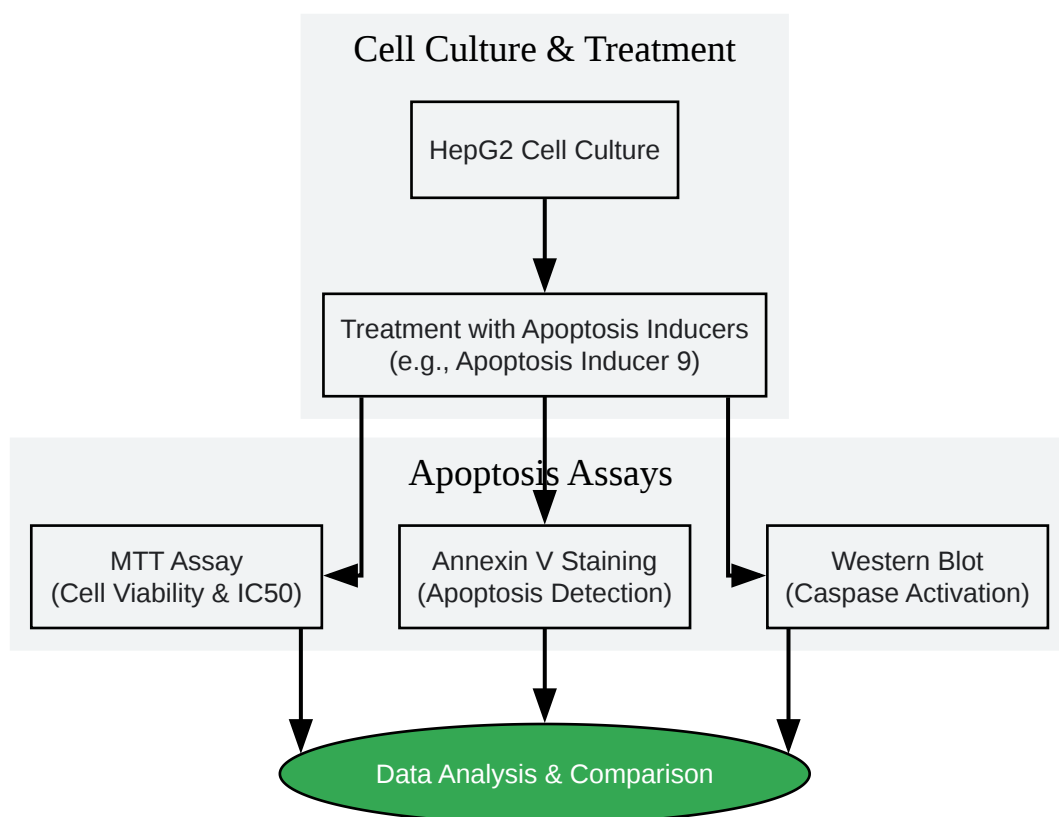 Cell Culture & Treatment
HepG2 Cell Culture
Treatment with Apoptosis Inducers
(e.g., Apoptosis Inducer 9)
Apoptosis Assays
MTT Assay
(Cell Viability & IC50)
Annexin V Staining
(Apoptosis Detection)
Western Blot
(Caspase Activation)
Data Analysis & Comparison